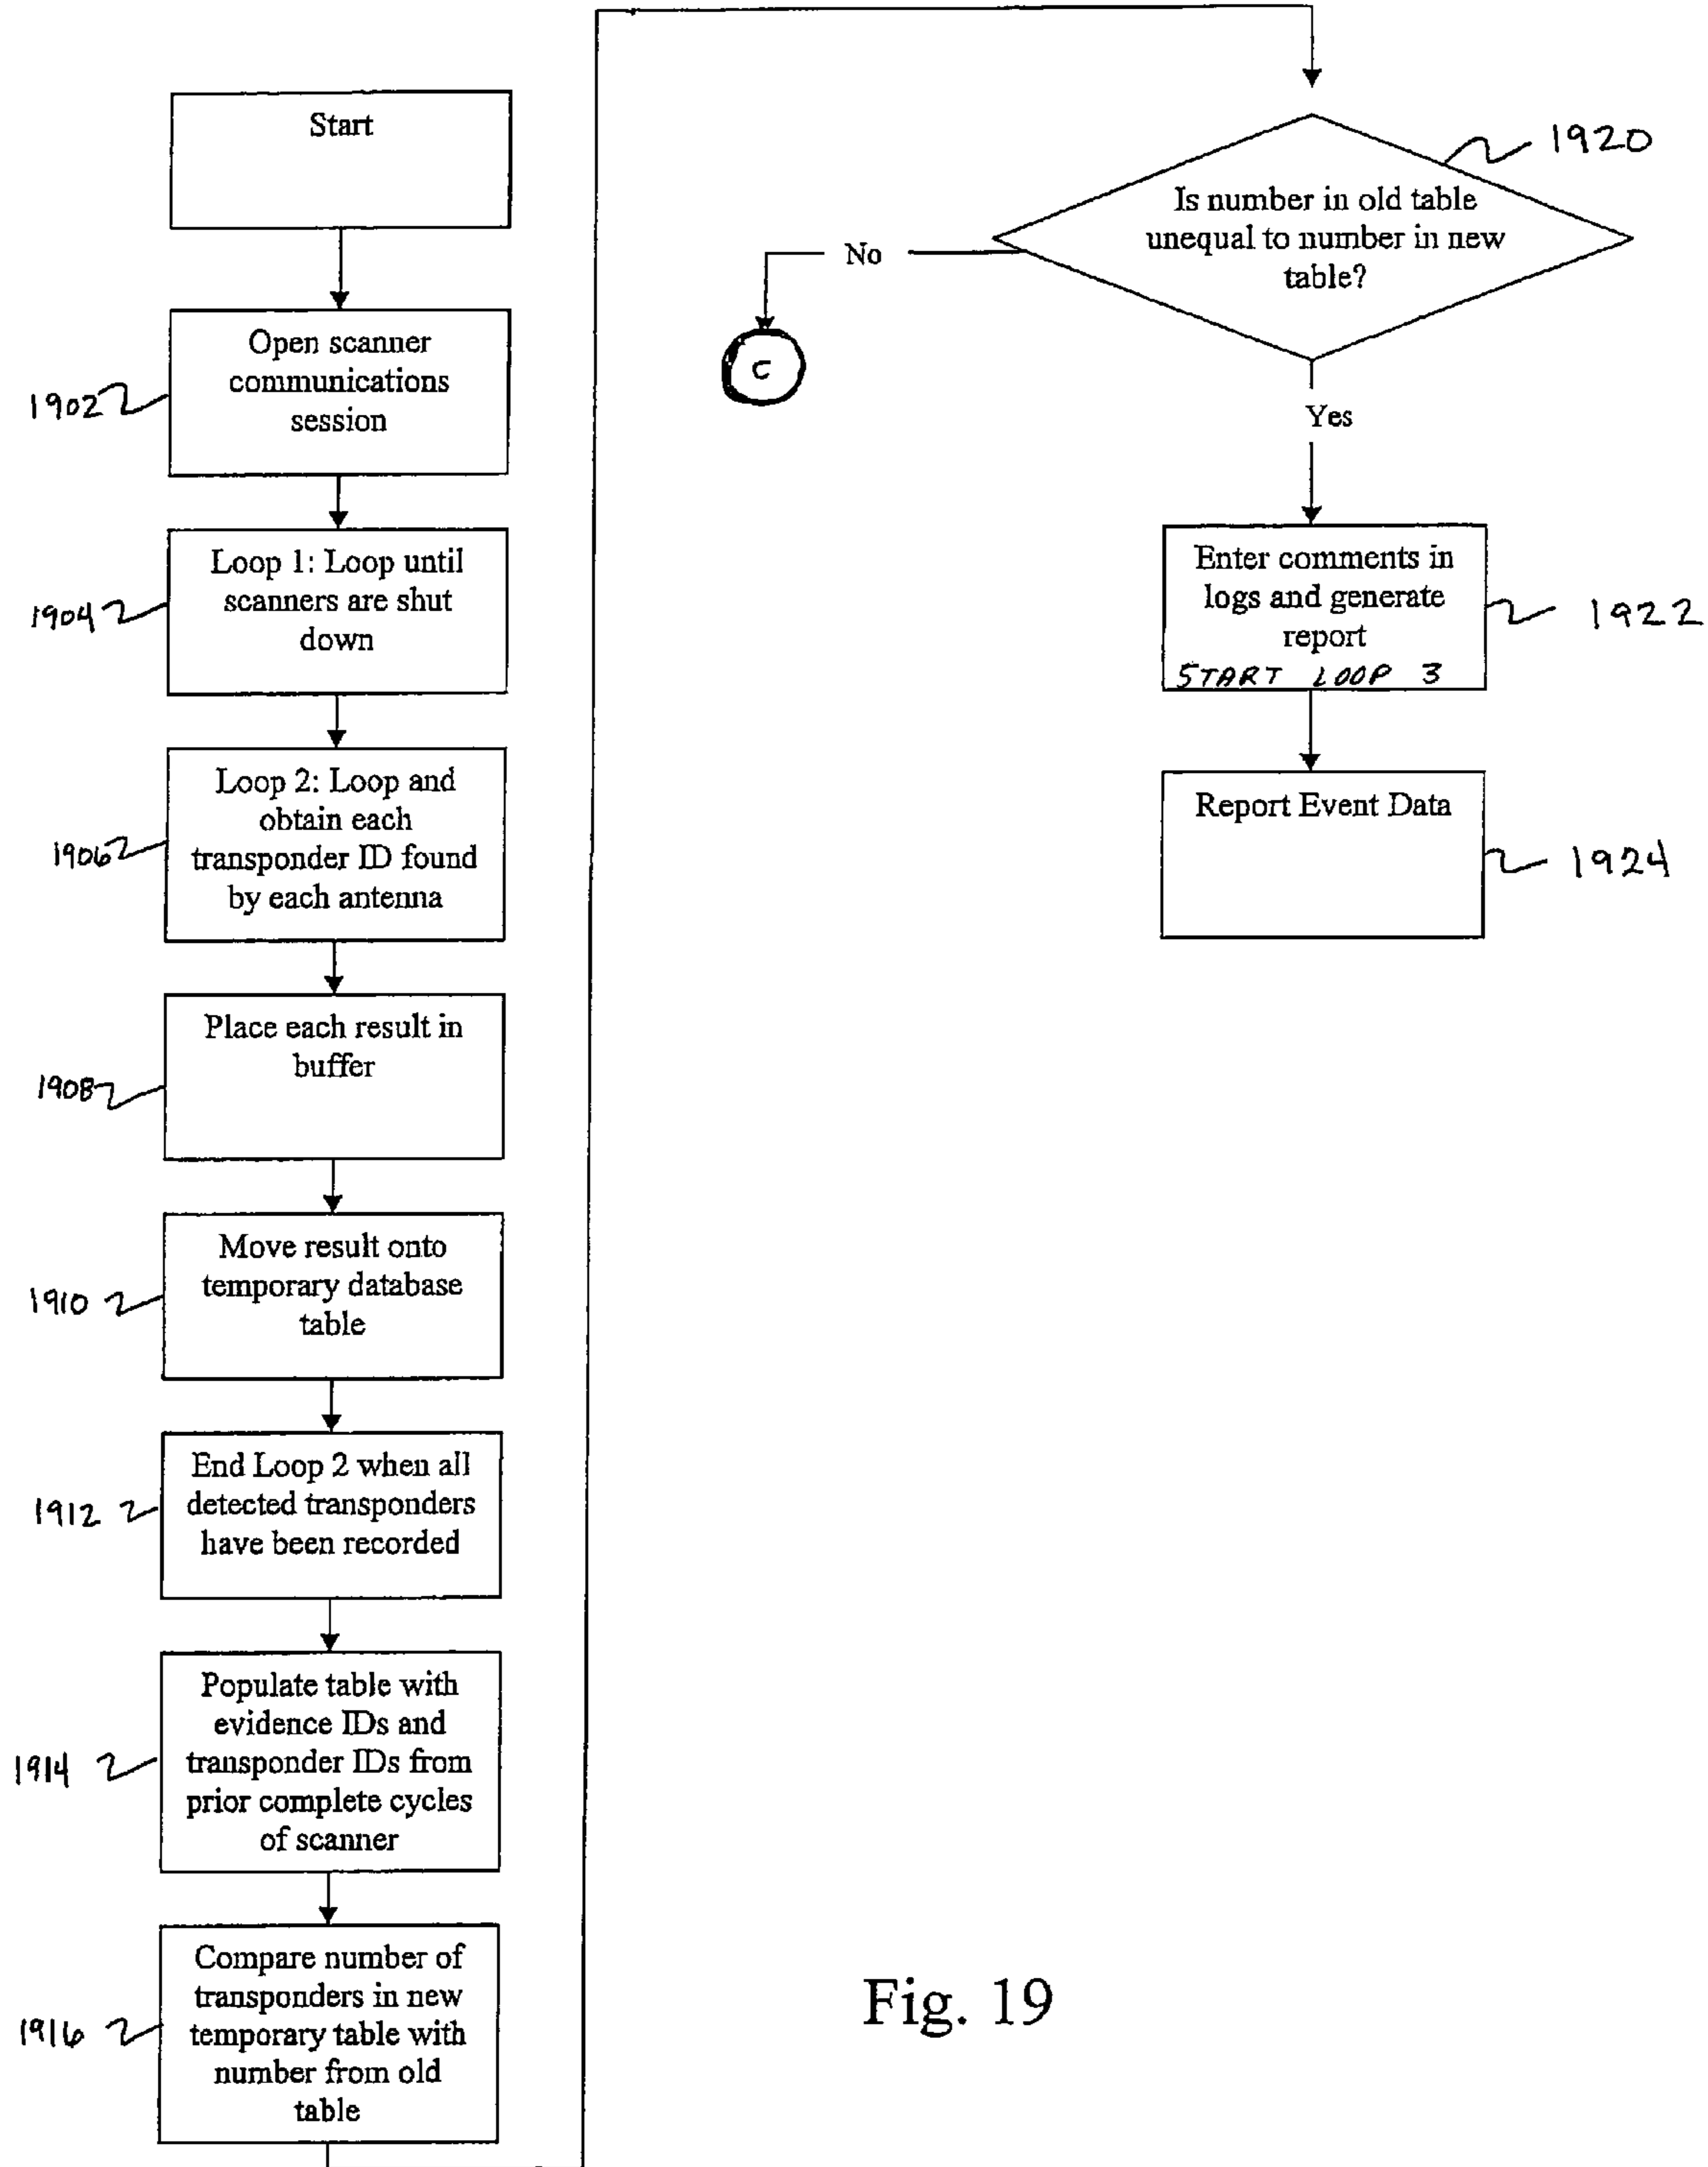 Start
1902
Open scanner
communications
session
1904
Loop 1: Loop until
scanners are shut
down
1906
Loop 2: Loop and
obtain each
transponder ID found
by each antenna
1908
Place each result in
buffer
1910
Move result onto
temporary database
table
1912
End Loop 2 when all
detected transponders
have been recorded
1914
Populate table with
evidence IDs and
transponder IDs from
prior complete cycles
of scanner
1916
Compare number of
transponders in new
temporary table with
number from old
table
1920
Is number in old table
unequal to number in new
table?
No
C
Yes
Enter comments in
logs and generate
report
START LOOP 3
1922
Report Event Data
1924
Fig. 19